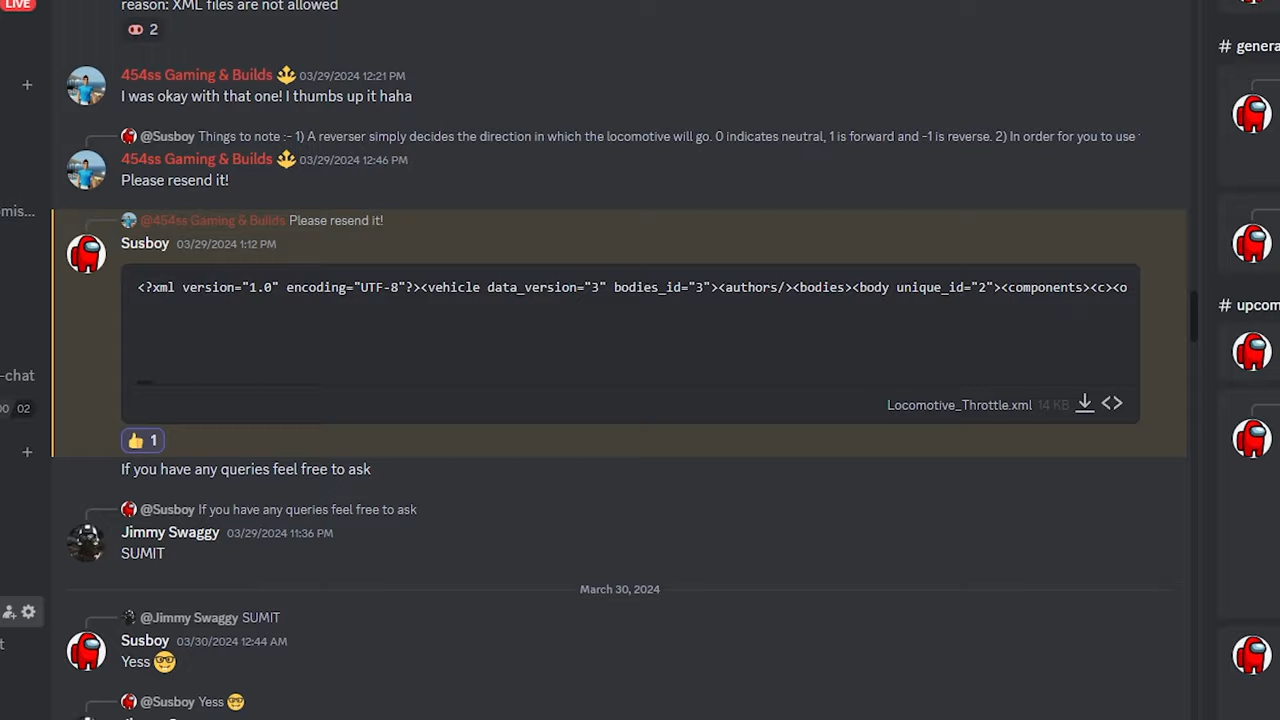 LIVE
reason: XML files are not allowed
2
454ss Gaming & Builds 03/29/2024 12:21 PM
I was okay with that one! I thumbs up it haha
@Susboy Things to note :- 1) A reverser simply decides the direction in which the locomotive will go. 0 indicates neutral, 1 is forward and -1 is reverse. 2) In order for you to use
454ss Gaming & Builds 03/29/2024 12:46 PM
Please resend it!
@454ss Gaming & Builds Please resend it!
Susboy 03/29/2024 1:12 PM
<?xml version="1.0" encoding="UTF-8"?><vehicle data_version="3" bodies_id="3"><authors/><bodies><body unique_id="2"><components><c><o
Locomotive_Throttle.xml 14 KB
👍 1
If you have any queries feel free to ask
@Susboy If you have any queries feel free to ask
Jimmy Swaggy 03/29/2024 11:36 PM
SUMIT
March 30, 2024
@Jimmy Swaggy SUMIT
Susboy 03/30/2024 12:44 AM
Yess 🤓
@Susboy Yess 🤓
mis...
-chat
00 02
# genera
# upcom